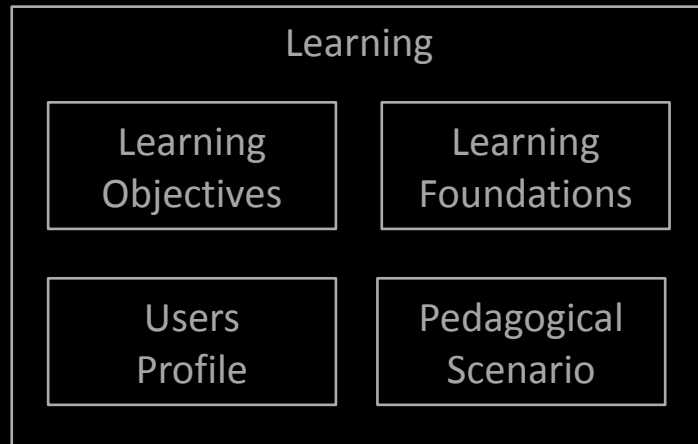 Learning
Learning
Objectives
Learning
Foundations
Users
Profile
Pedagogical
Scenario